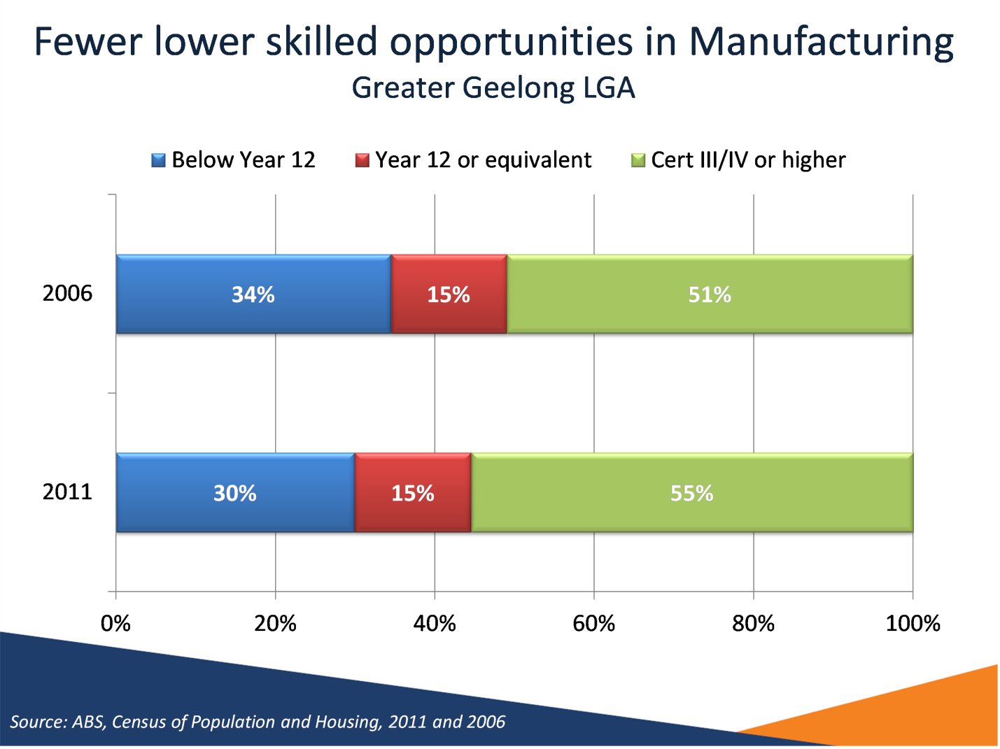 Fewer lower skilled opportunities in Manufacturing
Greater Geelong LGA
Below Year 12 Year 12 or equivalent Cert III/IV or higher
2006 34% 15% 51%
2011 30% 15% 55%
0% 20% 40% 60% 80% 100%
Source: ABS, Census of Population and Housing, 2011 and 2006